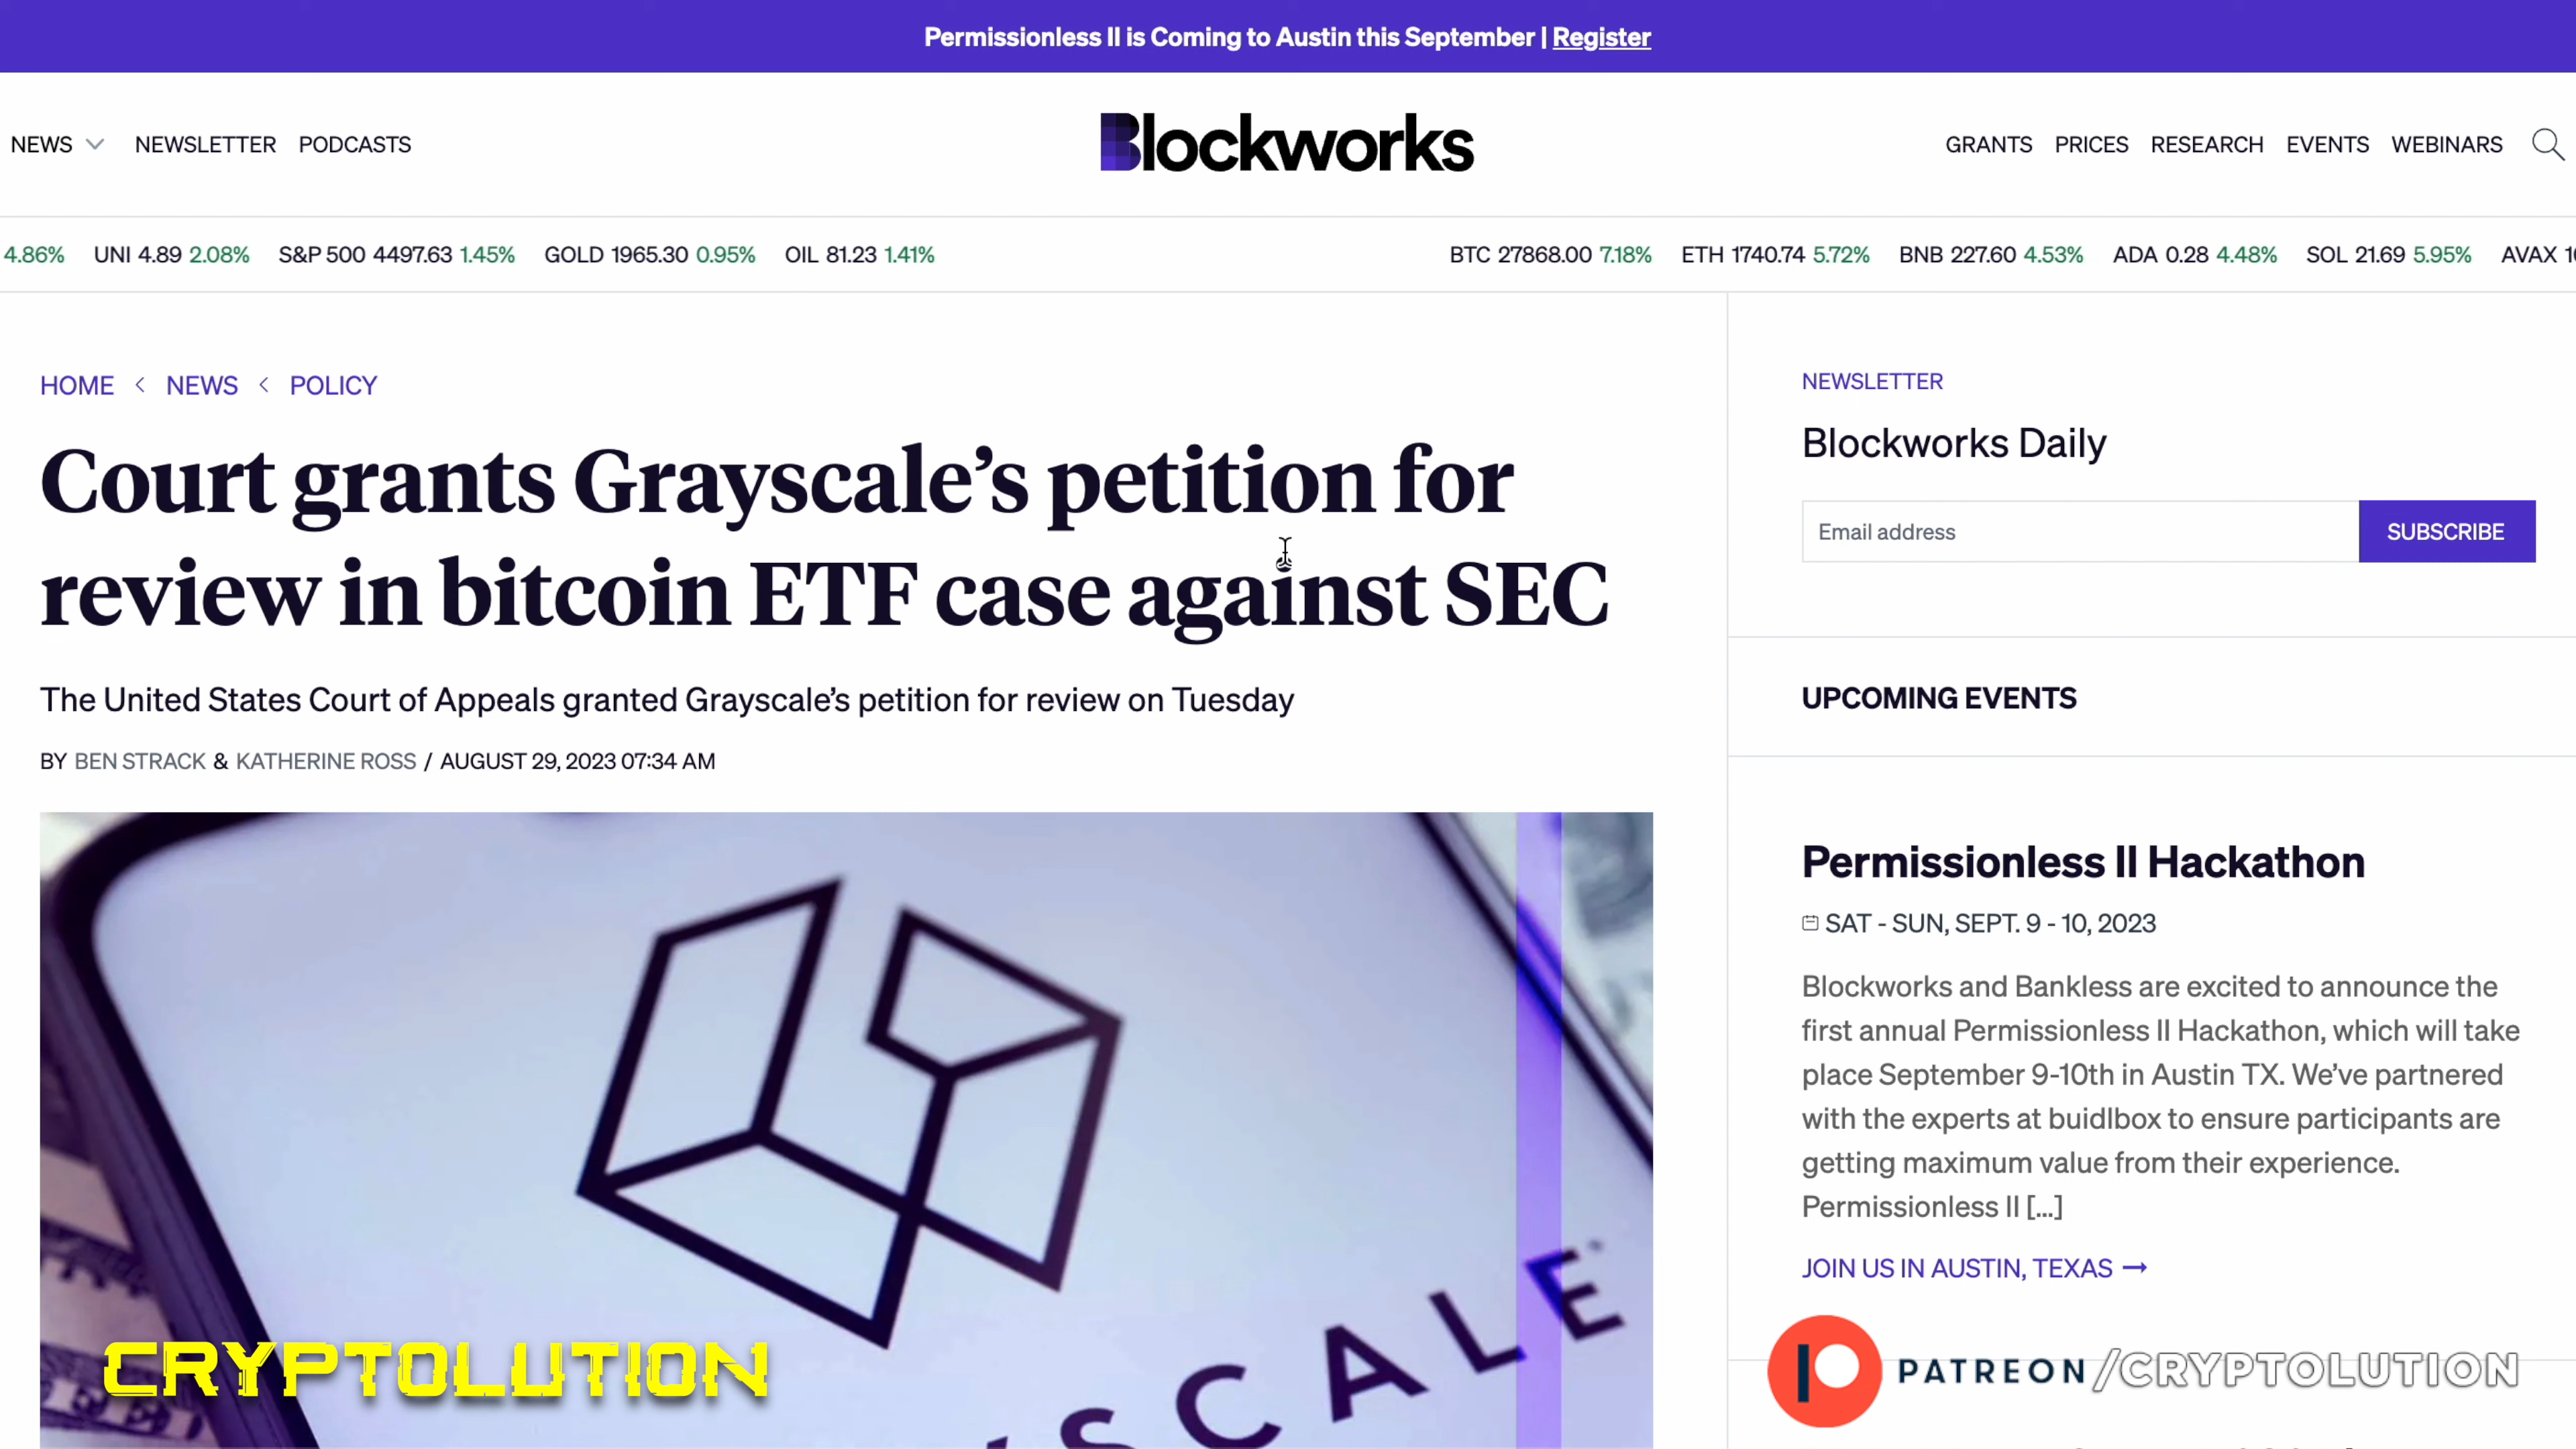 Permissionless II is Coming to Austin this September | Register
NEWS NEWSLETTER PODCASTS
Blockworks
GRANTS PRICES RESEARCH EVENTS WEBINARS
4.86% UNI 4.89 2.08% S&P 500 4497.63 1.45% GOLD 1965.30 0.95% OIL 81.23 1.41% BTC 27868.00 7.18% ETH 1740.74 5.72% BNB 227.60 4.53% ADA 0.28 4.48% SOL 21.69 5.95% AVAX
HOME < NEWS < POLICY
Court grants Grayscale’s petition for
review in bitcoin ETF case against SEC
The United States Court of Appeals granted Grayscale’s petition for review on Tuesday
BY BEN STRACK & KATHERINE ROSS / AUGUST 29, 2023 07:34 AM
NEWSLETTER
Blockworks Daily
Email address
SUBSCRIBE
UPCOMING EVENTS
Permissionless II Hackathon
SAT - SUN, SEPT. 9 - 10, 2023
Blockworks and Bankless are excited to announce the
first annual Permissionless II Hackathon, which will take
place September 9-10th in Austin TX. We’ve partnered
with the experts at buidlbox to ensure participants are
getting maximum value from their experience.
Permissionless II [...]
JOIN US IN AUSTIN, TEXAS →
SCALE
CRYPTOLUTION
PATREON/CRYPTOLUTION